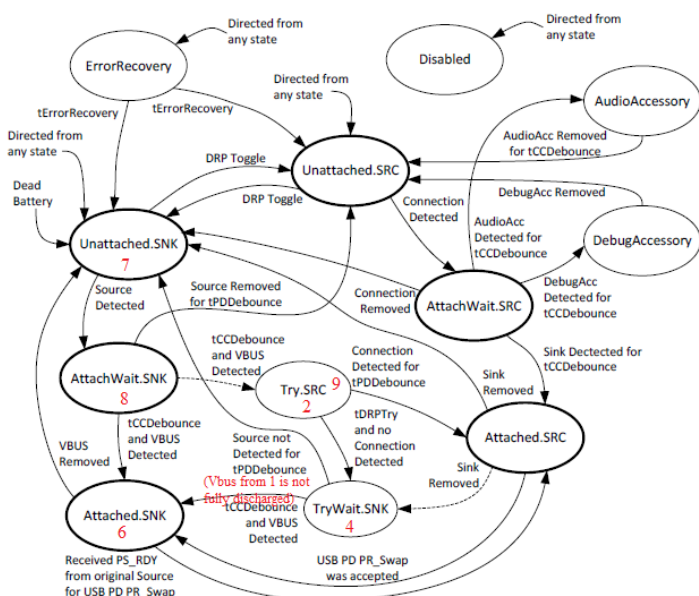 Directed from
any state
Directed from
any state
ErrorRecovery
Disabled
Directed from
any state
tErrorRecovery
tErrorRecovery
AudioAccessory
Directed from
any state
DRP Toggle
Unattached.SRC
AudioAcc Removed
for tCCDebounce
Dead
Battery
DRP Toggle
Connection
Detected
DebugAcc Removed
Unattached.SNK
7
AudioAcc
Detected for
tCCDebounce
DebugAccessory
Source
Detected
Source Removed
for tPDDebounce
Connection
Removed
AttachWait.SRC
DebugAcc
Detected for
tCCDebounce
tCCDebounce
and VBUS
Detected
Connection
Detected for
tPDDebounce
Sink Dectected for
tCCDebounce
AttachWait.SNK
8
Try.SRC
9
2
Sink
Removed
VBUS
Removed
tCCDebounce
and VBUS
Detected
Source not
Detected for
tPDDebounce
tDRPTry
and no
Connection
Detected
Attached.SRC
(Vbus from 1 is not
fully discharged)
Sink
Removed
Attached.SNK
6
tCCDebounce
and VBUS
Detected
TryWait.SNK
4
Received PS_RDY
from original Source
for USB PD PR_Swap
USB PD PR_Swap
was accepted